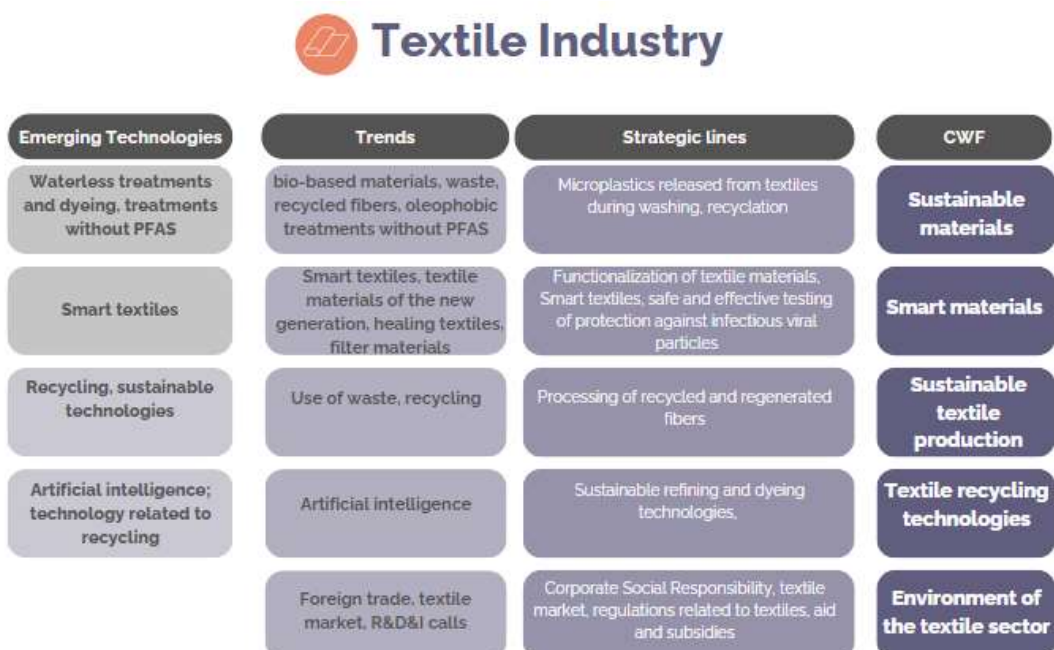 Textile Industry
Emerging Technologies
Trends
Strategic lines
CWF
Waterless treatments
and dyeing, treatments
without PFAS
bio-based materials, waste,
recycled fibers, oleophobic
treatments without PFAS
Microplastics released from textiles
during washing, recyclation
Sustainable
materials
Smart textiles
Smart textiles, textile
materials of the new
generation, healing textiles,
filter materials
Functionalization of textile materials,
Smart textiles, safe and effective testing
of protection against infectious viral
particles
Smart materials
Recycling, sustainable
technologies
Use of waste, recycling
Processing of recycled and regenerated
fibers
Sustainable
textile
production
Artificial intelligence;
technology related to
recycling
Artificial intelligence
Sustainable refining and dyeing
technologies,
Textile recycling
technologies
Foreign trade, textile
market, R&D&I calls
Corporate Social Responsibility, textile
market, regulations related to textiles, aid
and subsidies
Environment of
the textile sector